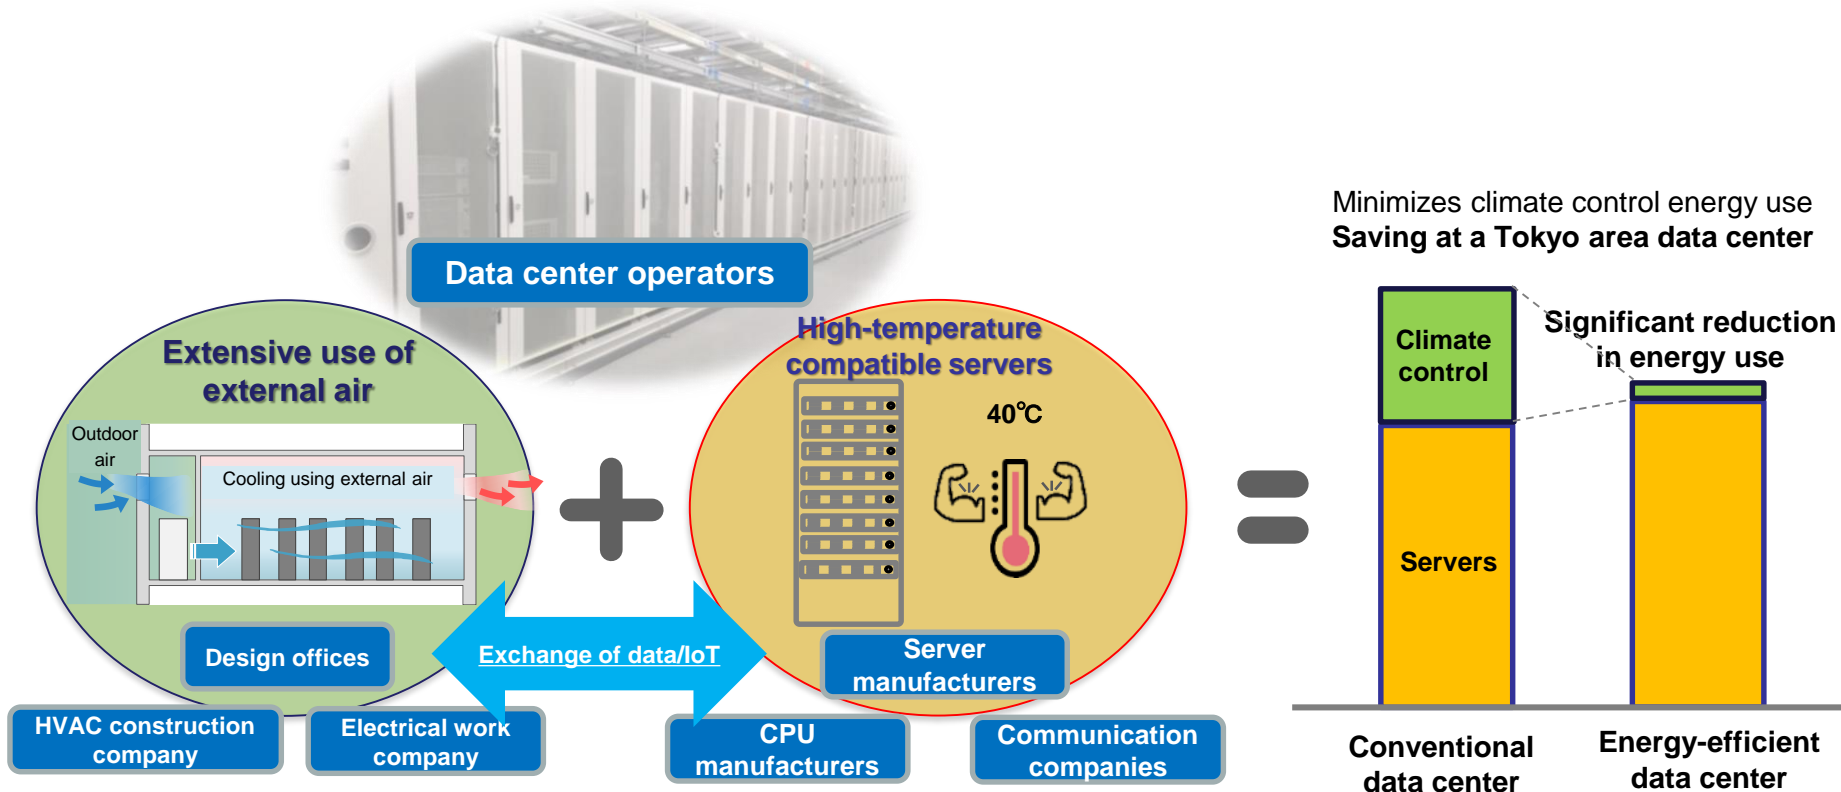 Data center operators
Extensive use of
external air
Outdoor
air
Cooling using external air
Design offices
HVAC construction
company
Electrical work
company
Exchange of data/IoT
High-temperature
compatible servers
40℃
Server
manufacturers
CPU
manufacturers
Communication
companies
Minimizes climate control energy use
Saving at a Tokyo area data center
Climate
control
Significant reduction
in energy use
Servers
Conventional
data center
Energy-efficient
data center